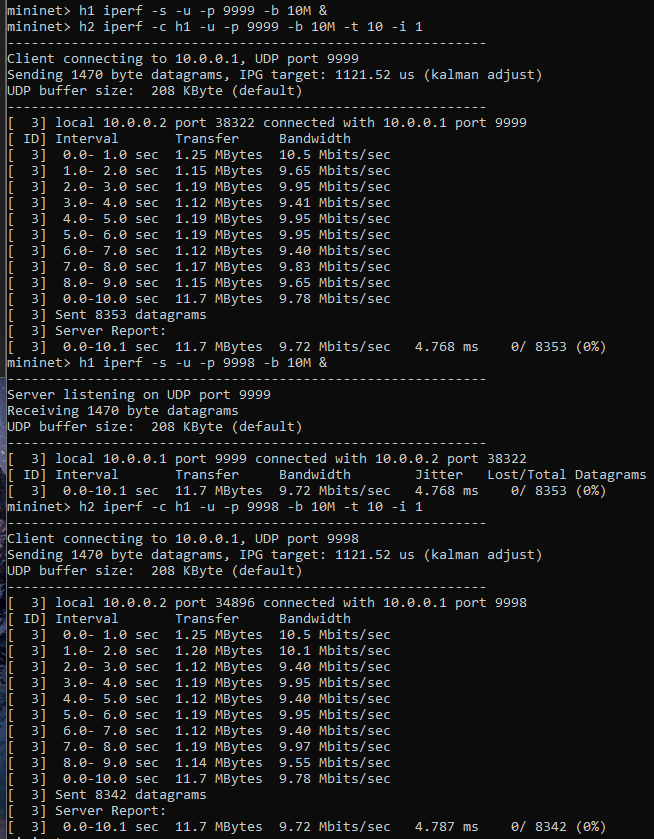 mininet> h1 iperf -s -u -p 9999 -b 10M &
mininet> h2 iperf -c h1 -u -p 9999 -b 10M -t 10 -i 1
------------------------------------------------------------
Client connecting to 10.0.0.1, UDP port 9999
Sending 1470 byte datagrams, IPG target: 1121.52 us (kalman adjust)
UDP buffer size:  208 KByte (default)
------------------------------------------------------------
[  3] local 10.0.0.2 port 38322 connected with 10.0.0.1 port 9999
[ ID] Interval       Transfer     Bandwidth
[  3]  0.0- 1.0 sec  1.25 MBytes  10.5 Mbits/sec
[  3]  1.0- 2.0 sec  1.15 MBytes  9.65 Mbits/sec
[  3]  2.0- 3.0 sec  1.19 MBytes  9.95 Mbits/sec
[  3]  3.0- 4.0 sec  1.12 MBytes  9.41 Mbits/sec
[  3]  4.0- 5.0 sec  1.19 MBytes  9.95 Mbits/sec
[  3]  5.0- 6.0 sec  1.19 MBytes  9.95 Mbits/sec
[  3]  6.0- 7.0 sec  1.12 MBytes  9.40 Mbits/sec
[  3]  7.0- 8.0 sec  1.17 MBytes  9.83 Mbits/sec
[  3]  8.0- 9.0 sec  1.15 MBytes  9.65 Mbits/sec
[  3]  0.0-10.0 sec  11.7 MBytes  9.78 Mbits/sec
[  3] Sent 8353 datagrams
[  3] Server Report:
[  3]  0.0-10.1 sec  11.7 MBytes  9.72 Mbits/sec   4.768 ms    0/ 8353 (0%)
mininet> h1 iperf -s -u -p 9998 -b 10M &
------------------------------------------------------------
Server listening on UDP port 9999
Receiving 1470 byte datagrams
UDP buffer size:  208 KByte (default)
------------------------------------------------------------
[  3] local 10.0.0.1 port 9999 connected with 10.0.0.2 port 38322
[ ID] Interval       Transfer     Bandwidth        Jitter   Lost/Total Datagrams
[  3]  0.0-10.1 sec  11.7 MBytes  9.72 Mbits/sec   4.768 ms    0/ 8353 (0%)
mininet> h2 iperf -c h1 -u -p 9998 -b 10M -t 10 -i 1
------------------------------------------------------------
Client connecting to 10.0.0.1, UDP port 9998
Sending 1470 byte datagrams, IPG target: 1121.52 us (kalman adjust)
UDP buffer size:  208 KByte (default)
------------------------------------------------------------
[  3] local 10.0.0.2 port 34896 connected with 10.0.0.1 port 9998
[ ID] Interval       Transfer     Bandwidth
[  3]  0.0- 1.0 sec  1.25 MBytes  10.5 Mbits/sec
[  3]  1.0- 2.0 sec  1.20 MBytes  10.1 Mbits/sec
[  3]  2.0- 3.0 sec  1.12 MBytes  9.40 Mbits/sec
[  3]  3.0- 4.0 sec  1.19 MBytes  9.95 Mbits/sec
[  3]  4.0- 5.0 sec  1.12 MBytes  9.40 Mbits/sec
[  3]  5.0- 6.0 sec  1.19 MBytes  9.95 Mbits/sec
[  3]  6.0- 7.0 sec  1.12 MBytes  9.40 Mbits/sec
[  3]  7.0- 8.0 sec  1.19 MBytes  9.97 Mbits/sec
[  3]  8.0- 9.0 sec  1.14 MBytes  9.55 Mbits/sec
[  3]  0.0-10.0 sec  11.7 MBytes  9.78 Mbits/sec
[  3] Sent 8342 datagrams
[  3] Server Report:
[  3]  0.0-10.1 sec  11.7 MBytes  9.72 Mbits/sec   4.787 ms    0/ 8342 (0%)